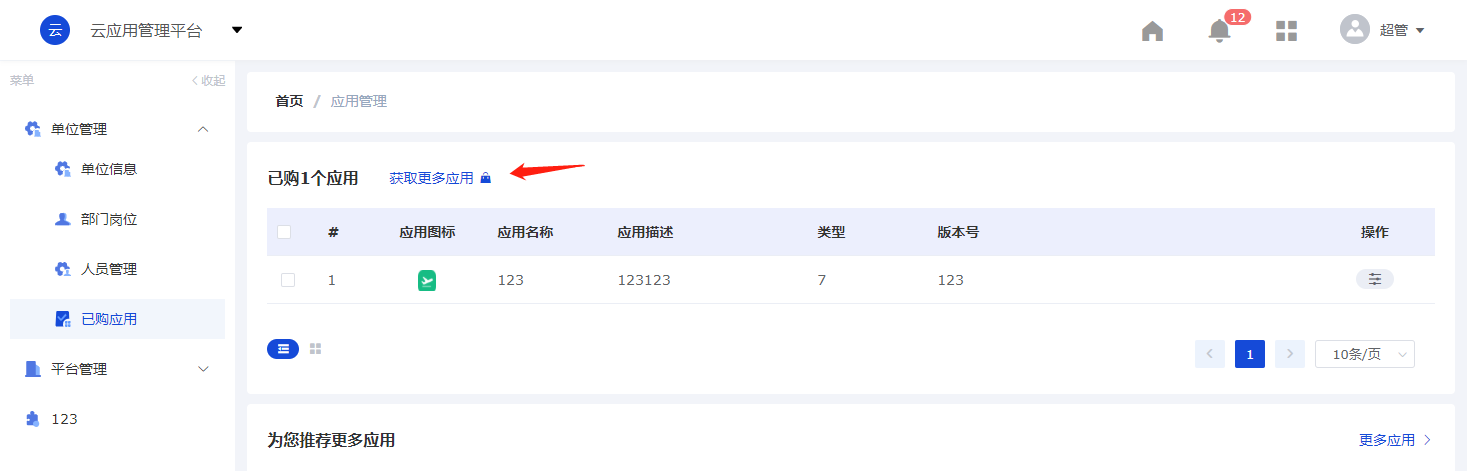 云 云应用管理平台 12 超管
菜单 收起
单位管理
单位信息
部门岗位
人员管理
已购应用
平台管理
123
首页 / 应用管理
已购1个应用 获取更多应用
# 应用图标 应用名称 应用描述 类型 版本号 操作
1 123 123123 7 123
1 10条/页
为您推荐更多应用 更多应用